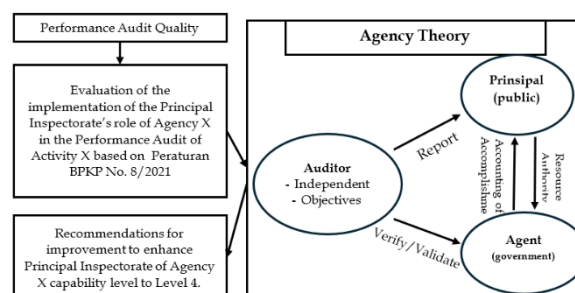 Performance Audit Quality
Evaluation of the
implementation of the Principal
Inspectorate's role of Agency X
in the Performance Audit of
Activity X based on Peraturan
BPKP No. 8/2021
Recommendations for
improvement to enhance
Principal Inspectorate of Agency
X capability level to Level 4.
Agency Theory
Auditor
- Independent
- Objectives
Report
Verify/Validate
Prinsipal
(public)
Accounting of
Accomplishme
Resource
Authority
Agent
(government)